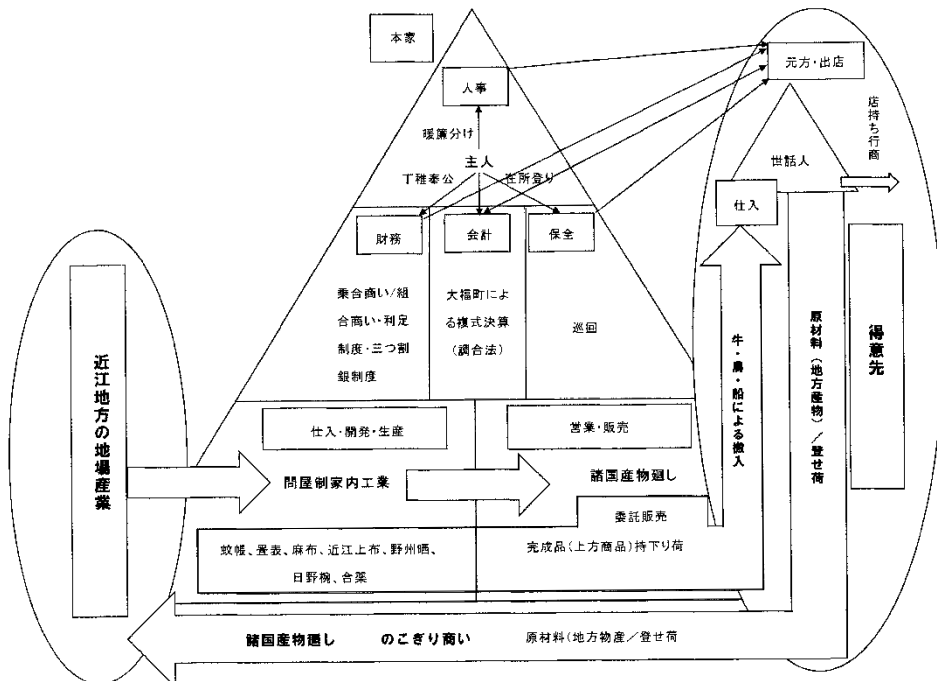 本家
元方・出店
人事
暖簾分け
主人
丁稚奉公
在所登り
店持ち行商
世話人
仕入
財務
会計
保全
乗合商い/組
合商い・利足
制度・三つ割
銀制度
大福町によ
る複式決算
(調合法)
巡回
近江地方の地場産業
仕入・開発・生産
営業・販売
問屋制家内工業
諸国産物廻し
委託販売
完成品(上方商品)持下り荷
蚊帳、畳表、麻布、近江上布、野州晒、
日野椀、合薬
牛・馬・船による搬入
原材料(地方産物)/登せ荷
得意先
諸国産物廻し
のこぎり商い
原材料(地方物産/登せ荷